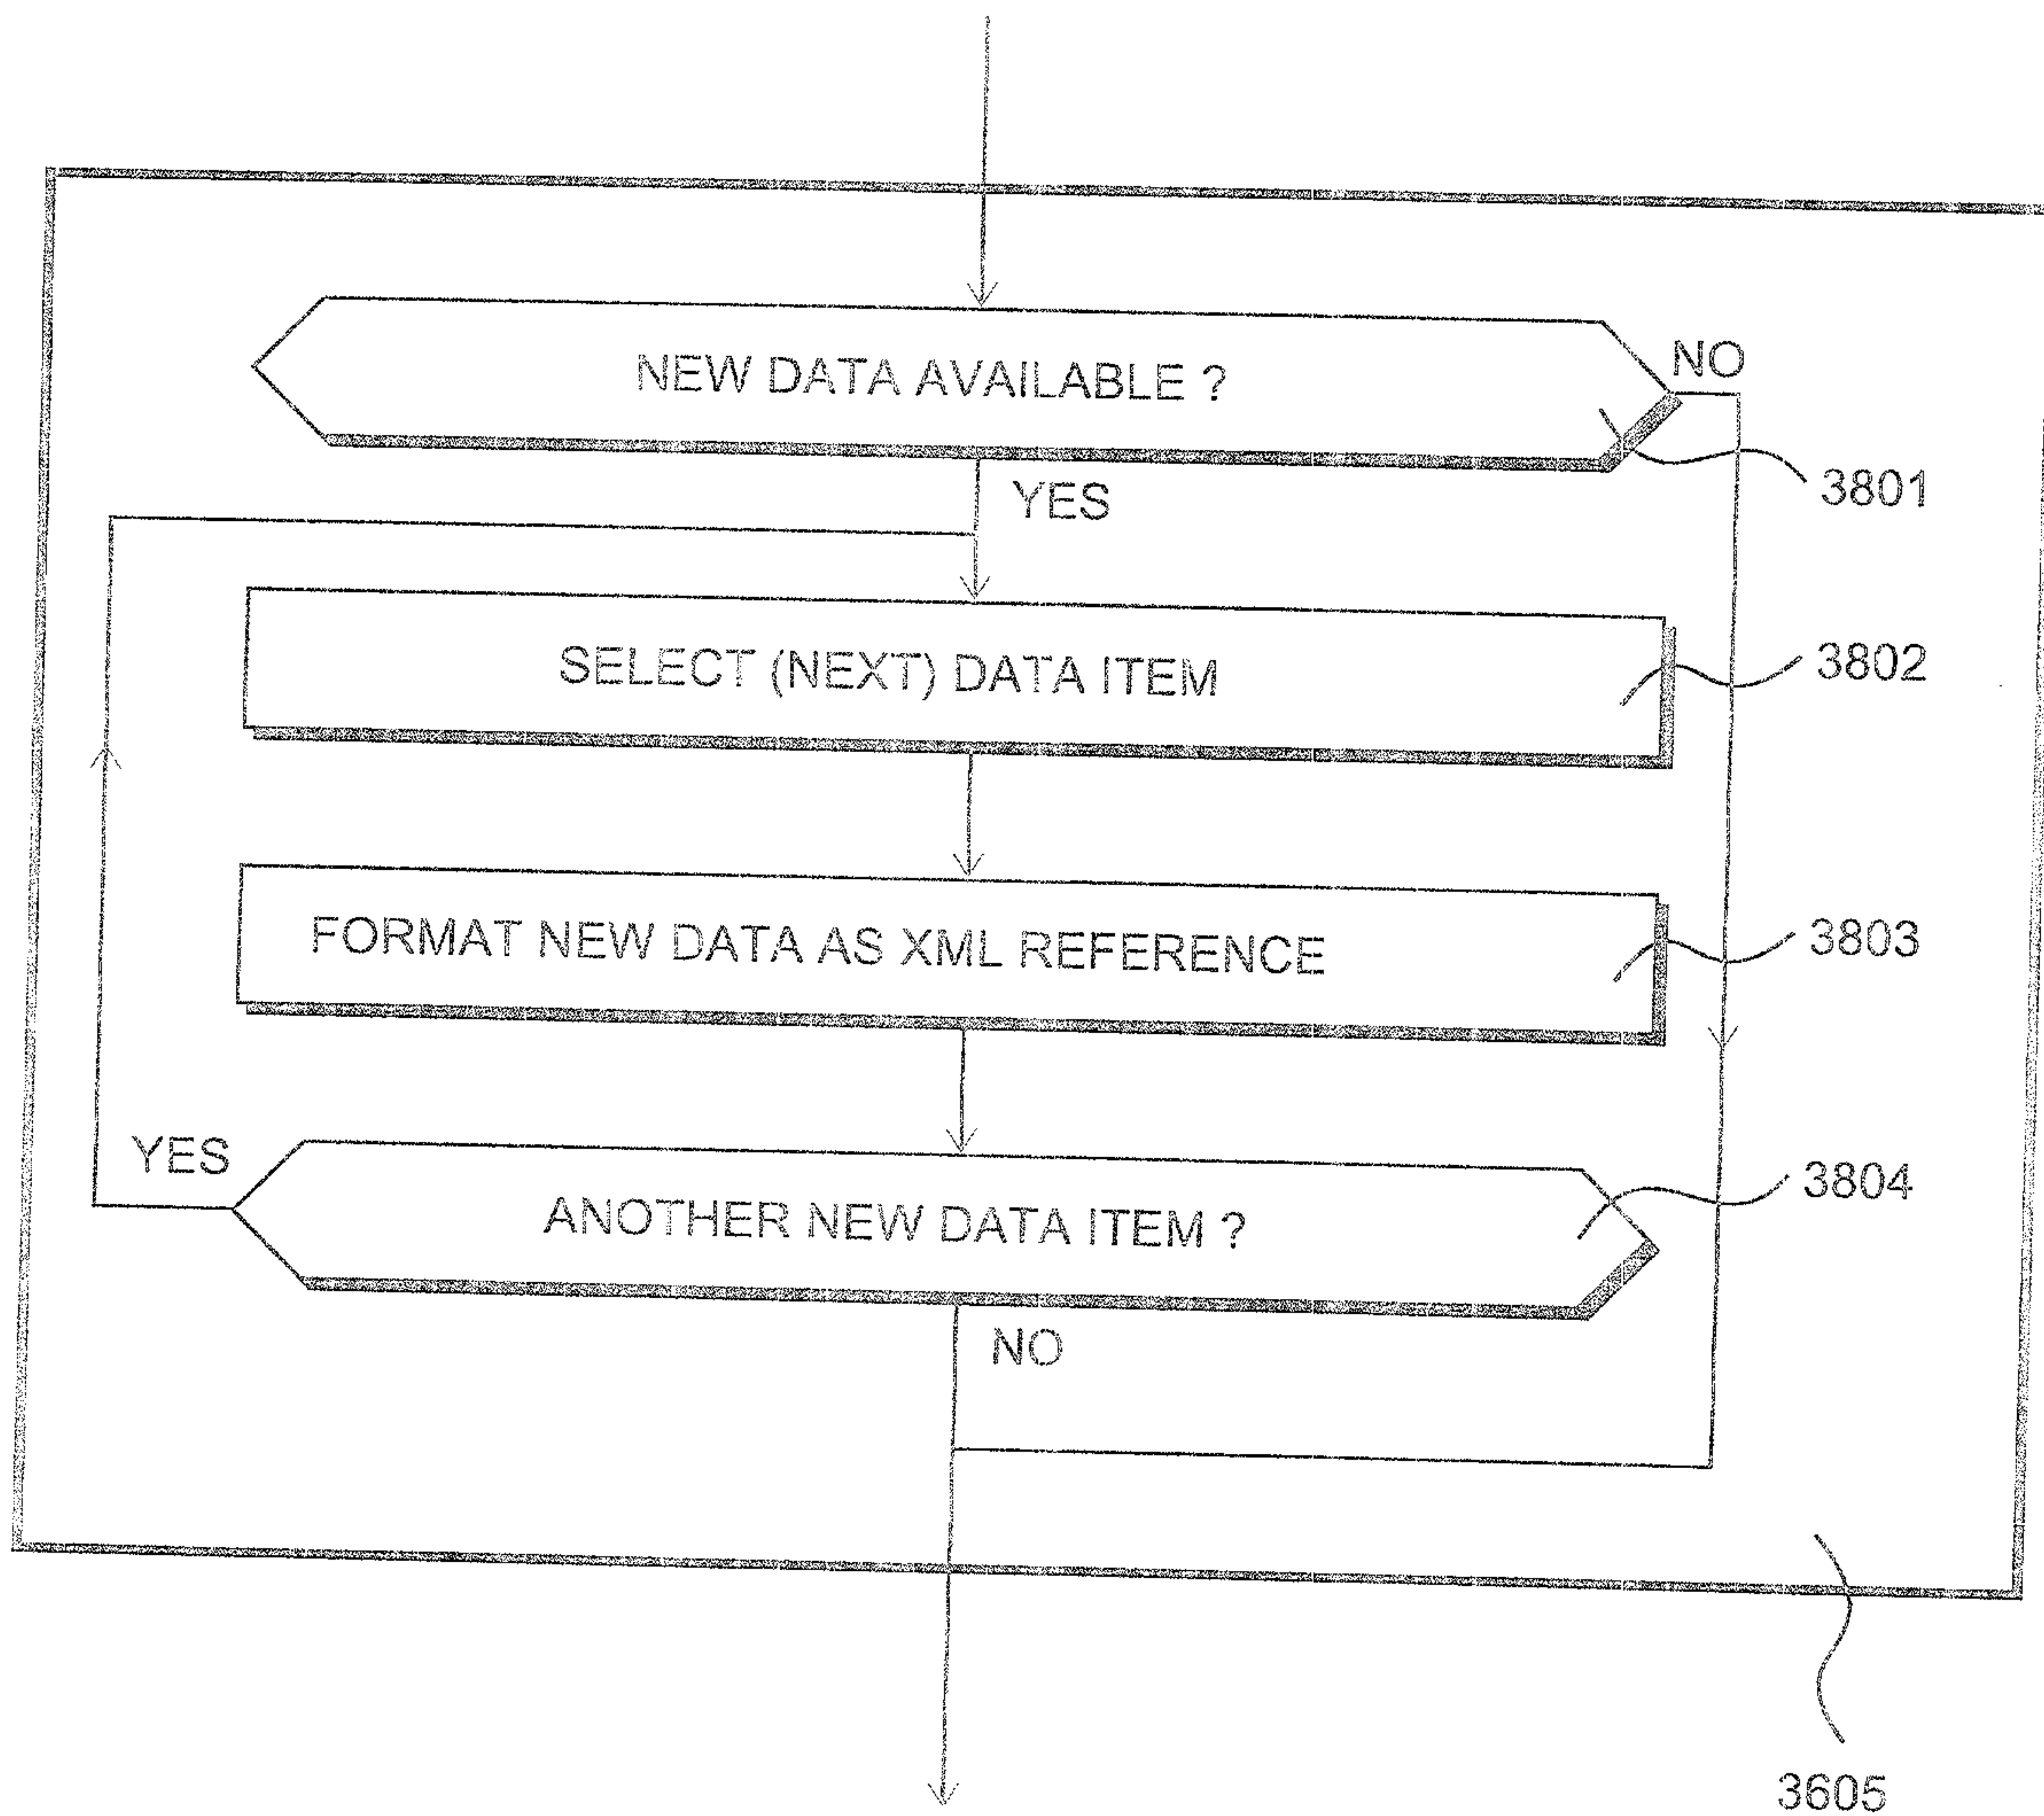 NEW DATA AVAILABLE ?
NO
3801
YES
SELECT (NEXT) DATA ITEM
3802
FORMAT NEW DATA AS XML REFERENCE
3803
YES
ANOTHER NEW DATA ITEM ?
3804
NO
3605